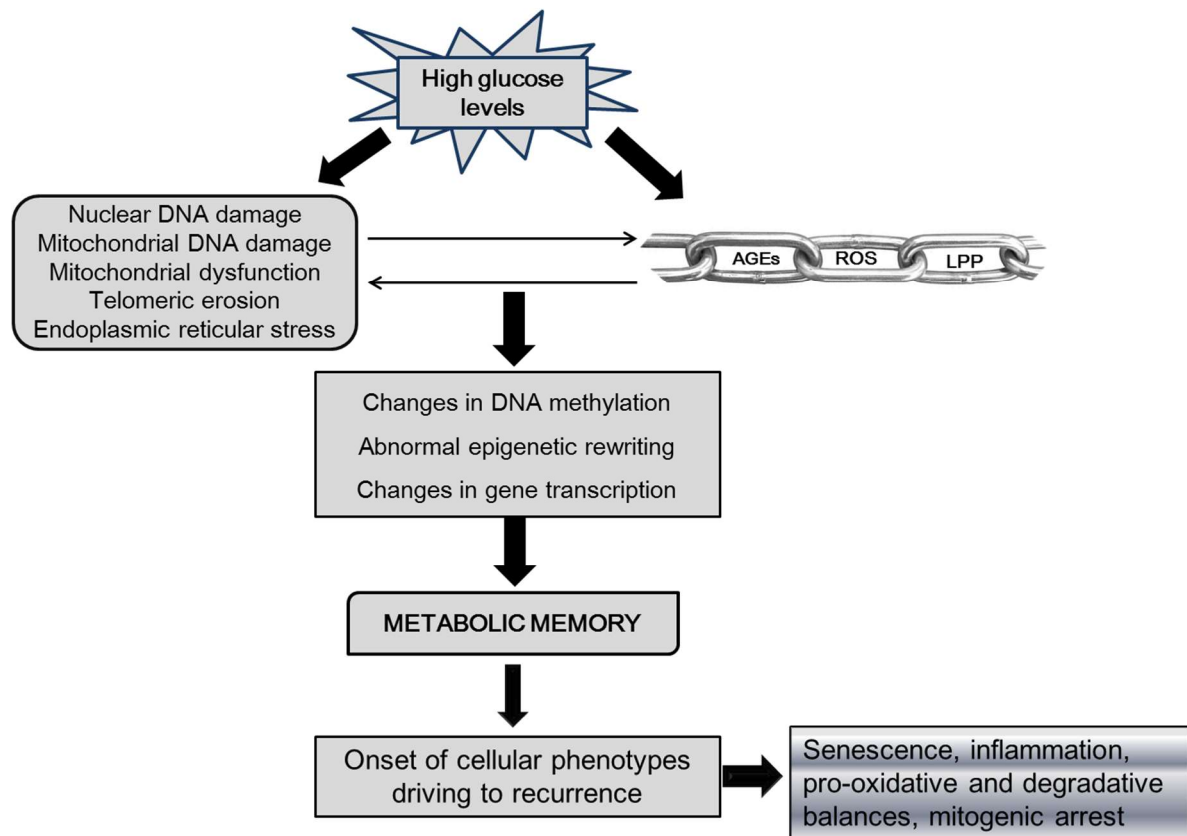 High glucose
levels
Nuclear DNA damage
Mitochondrial DNA damage
Mitochondrial dysfunction
Telomeric erosion
Endoplasmic reticular stress
AGEs
ROS
LPP
Changes in DNA methylation
Abnormal epigenetic rewriting
Changes in gene transcription
METABOLIC MEMORY
Onset of cellular phenotypes
driving to recurrence
Senescence, inflammation,
pro-oxidative and degradative
balances, mitogenic arrest